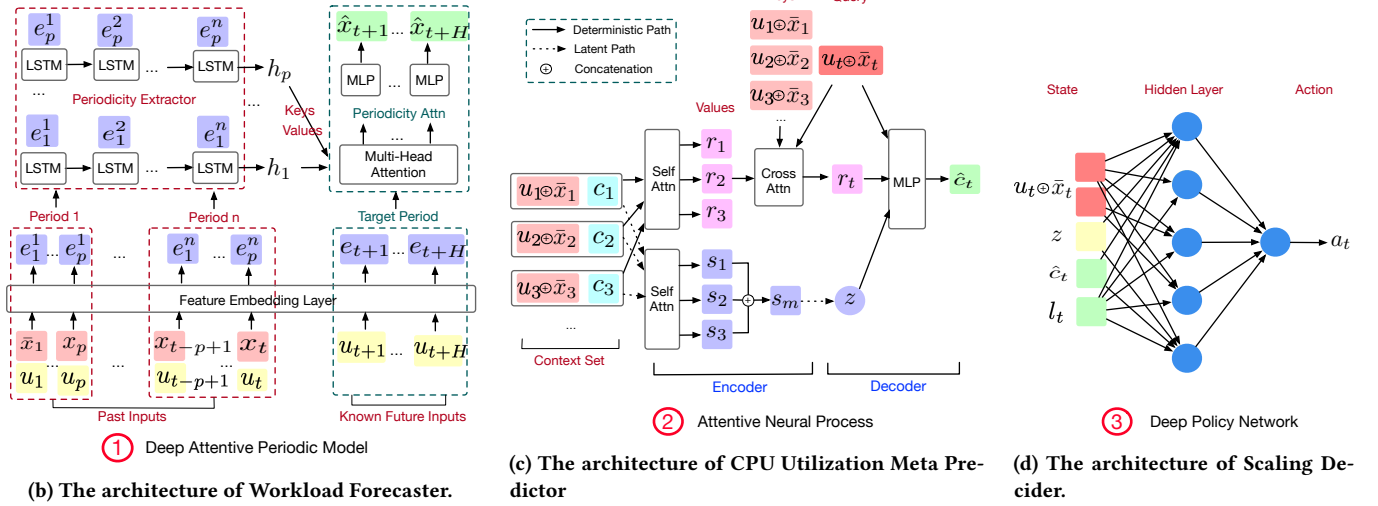 e_p^1 e_p^2 e_p^n
LSTM LSTM ... LSTM h_p
...
Periodicity Extractor
...
e_1^1 e_1^2 e_1^n
LSTM LSTM ... LSTM h_1
Keys
Values
x̂_{t+1} ... x̂_{t+H}
MLP ... MLP
Periodicity Attn
...
Multi-Head
Attention
Period 1 Period n Target Period
e_1^1 ... e_p^1 ... e_1^n ... e_p^n e_{t+1} ... e_{t+H}
Feature Embedding Layer
x̄_1 x_p x_{t-p+1} x_t u_{t+1} ... u_{t+H}
... ... ...
u_1 u_p u_{t-p+1} u_t
Past Inputs Known Future Inputs
1 Deep Attentive Periodic Model
(b) The architecture of Workload Forecaster.
Deterministic Path
Latent Path
⊕ Concatenation
u_1⊕x̄_1
u_2⊕x̄_2 u_t⊕x̄_t
u_3⊕x̄_3
...
Values
Self
Attn
r_1
r_2
r_3
Cross
Attn
r_t
MLP
ĉ_t
u_1⊕x̄_1 c_1
u_2⊕x̄_2 c_2
u_3⊕x̄_3 c_3
...
Context Set
Self
Attn
s_1
s_2
s_3
⊕
s_m
z
Encoder Decoder
2 Attentive Neural Process
(c) The architecture of CPU Utilization Meta Pre-
dictor
State Hidden Layer Action
u_t⊕x̄_t
z
ĉ_t
l_t
a_t
3 Deep Policy Network
(d) The architecture of Scaling De-
cider.